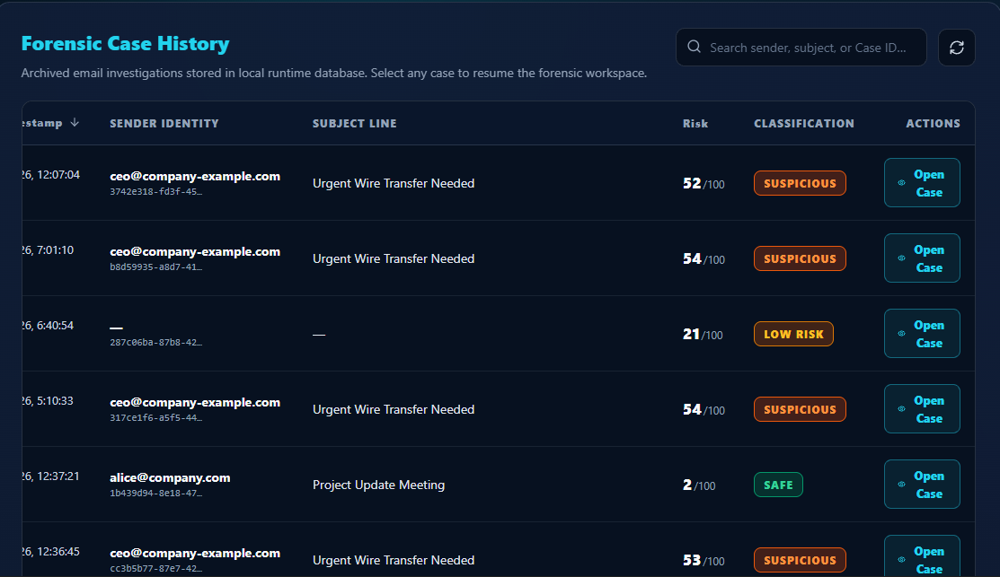 Forensic Case History
Search sender, subject, or Case ID...
Archived email investigations stored in local runtime database. Select any case to resume the forensic workspace.
estamp ↓ SENDER IDENTITY SUBJECT LINE Risk CLASSIFICATION ACTIONS
26, 12:07:04 ceo@company-example.com Urgent Wire Transfer Needed 52/100 SUSPICIOUS Open Case
3742e318-fd3f-45…
26, 7:01:10 ceo@company-example.com Urgent Wire Transfer Needed 54/100 SUSPICIOUS Open Case
b8d59935-a8d7-41…
26, 6:40:54 — — 21/100 LOW RISK Open Case
287c06ba-87b8-42…
26, 5:10:33 ceo@company-example.com Urgent Wire Transfer Needed 54/100 SUSPICIOUS Open Case
317ce1f6-a5f5-44…
26, 12:37:21 alice@company.com Project Update Meeting 2/100 SAFE Open Case
1b439d94-8e18-47…
26, 12:36:45 ceo@company-example.com Urgent Wire Transfer Needed 53/100 SUSPICIOUS Open Case
cc3b5b77-87e7-42…